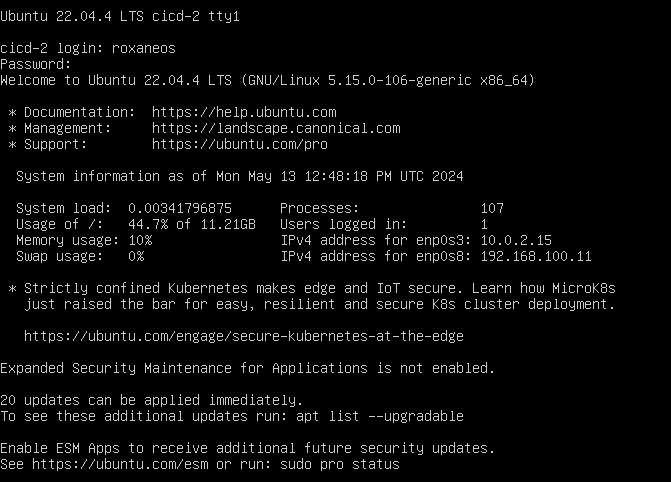 Ubuntu 22.04.4 LTS cicd-2 tty1
cicd-2 login: roxaneos
Password:
Welcome to Ubuntu 22.04.4 LTS (GNU/Linux 5.15.0-106-generic x86_64)
* Documentation:  https://help.ubuntu.com
* Management:     https://landscape.canonical.com
* Support:        https://ubuntu.com/pro
System information as of Mon May 13 12:48:18 PM UTC 2024
System load:  0.00341796875      Processes:               107
Usage of /:   44.7% of 11.21GB   Users logged in:         1
Memory usage: 10%                IPv4 address for enp0s3: 10.0.2.15
Swap usage:   0%                 IPv4 address for enp0s8: 192.168.100.11
* Strictly confined Kubernetes makes edge and IoT secure. Learn how MicroK8s
just raised the bar for easy, resilient and secure K8s cluster deployment.
https://ubuntu.com/engage/secure-kubernetes-at-the-edge
Expanded Security Maintenance for Applications is not enabled.
20 updates can be applied immediately.
To see these additional updates run: apt list --upgradable
Enable ESM Apps to receive additional future security updates.
See https://ubuntu.com/esm or run: sudo pro status